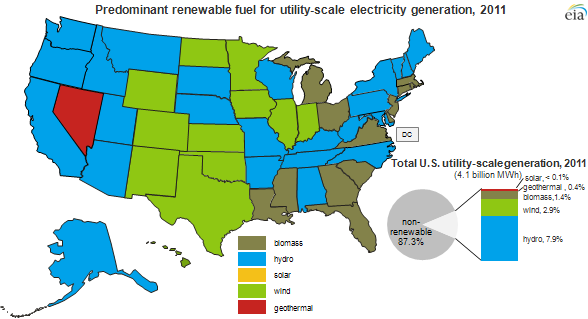 Predominant renewable fuel for utility-scale electricity generation, 2011
eia
DC
Total U.S. utility-scale generation, 2011
(4.1 billion MWh)
solar, < 0.1%
geothermal, 0.4%
biomass, 1.4%
wind, 2.9%
hydro, 7.9%
non-
renewable
87.3%
biomass
hydro
solar
wind
geothermal